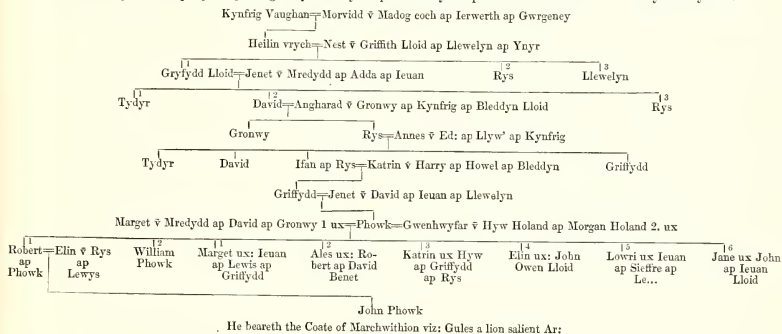 Kynfrig Vaughan=Morvidd v̄ Madog coch ap Ierwerth ap Gwrgeney
Heilin vrych=Nest v̄ Griffith Lloid ap Llewelyn ap Ynyr
1 2 3
Gryfydd Lloid=Jenet v̄ Mredydd ap Adda ap Ieuan Rys Llewelyn
1 2 3
Tydyr David=Angharad v̄ Gronwy ap Kynfrig ap Bleddyn Lloid Rys
Gronwy Rys=Annes v̄ Ed: ap Llyw' ap Kynfrig
Tydyr David Ifan ap Rys=Katrin v̄ Harry ap Howel ap Bleddyn Griffydd
Griffydd=Jenet v̄ David ap Ieuan ap Llewelyn
Marget v̄ Mredydd ap David ap Gronwy 1 ux=Phowk=Gwenhwyfar v̄ Hyw Holand ap Morgan Holand 2. ux
1 2 1 2 3 4 5 6
Robert=Elin v̄ Rys William Marget ux: Ieuan Ales ux: Ro- Katrin ux Hyw Elin ux: John Lowri ux Ieuan Jane ux John
ap ap Phowk ap Lewis ap bert ap David ap Griffydd Owen Lloid ap Sieffre ap ap Ieuan
Phowk Lewys Griffydd Benet ap Rys Le... Lloid
John Phowk
He beareth the Coate of Marchwithion viz: Gules a lion salient Ar: